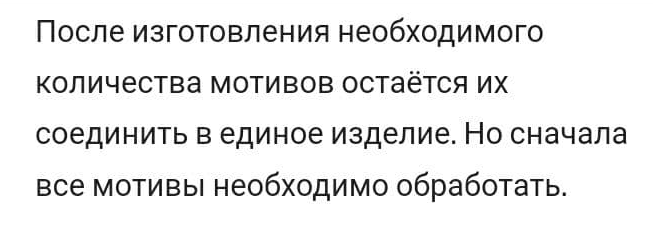 После изготовления необходимого
количества мотивов остаётся их
соединить в единое изделие. Но сначала
все мотивы необходимо обработать.